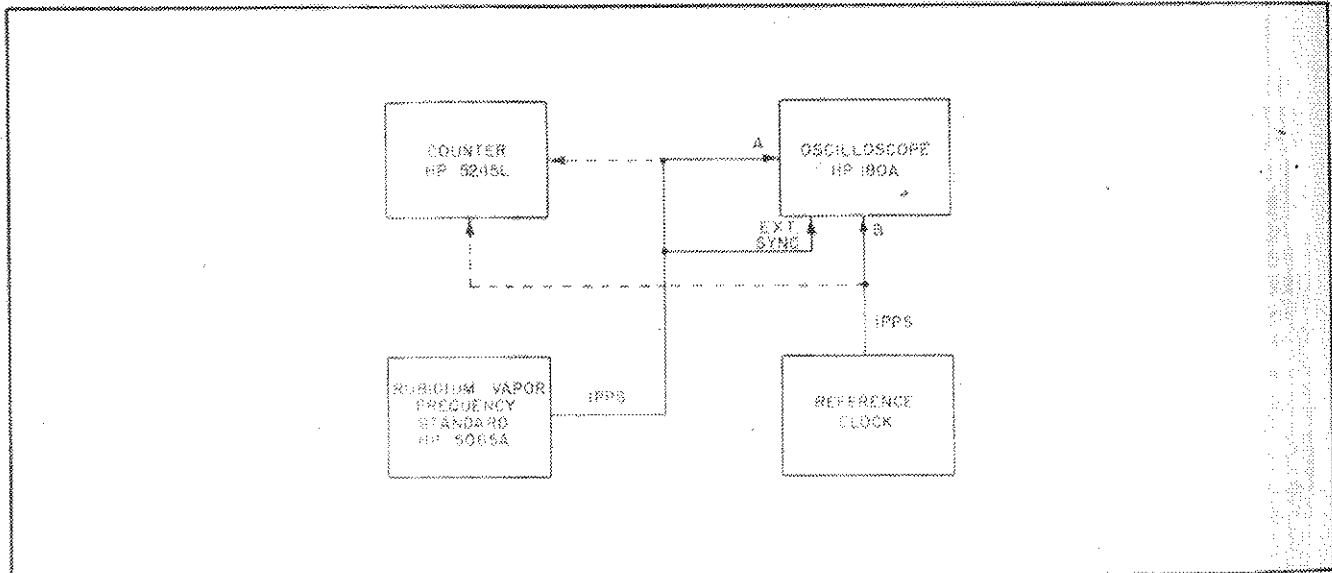 COUNTER
HP 5245L
A
OSCILLOSCOPE
HP 180A
EXT
SYNC
B
1PPS
RUBIDIUM VAPOR
FREQUENCY
STANDARD
HP 5065A
1PPS
REFERENCE
CLOCK